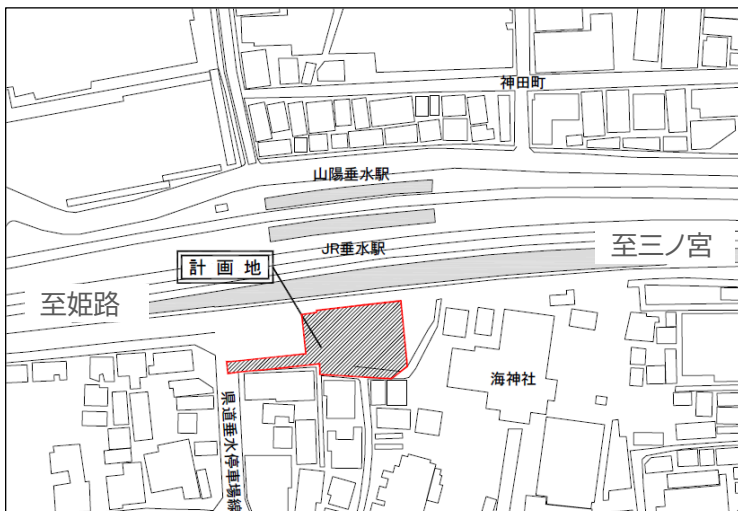 神田町
山陽垂水駅
JR垂水駅
至三ノ宮
計画地
至姫路
海神社
県道垂水停車場線